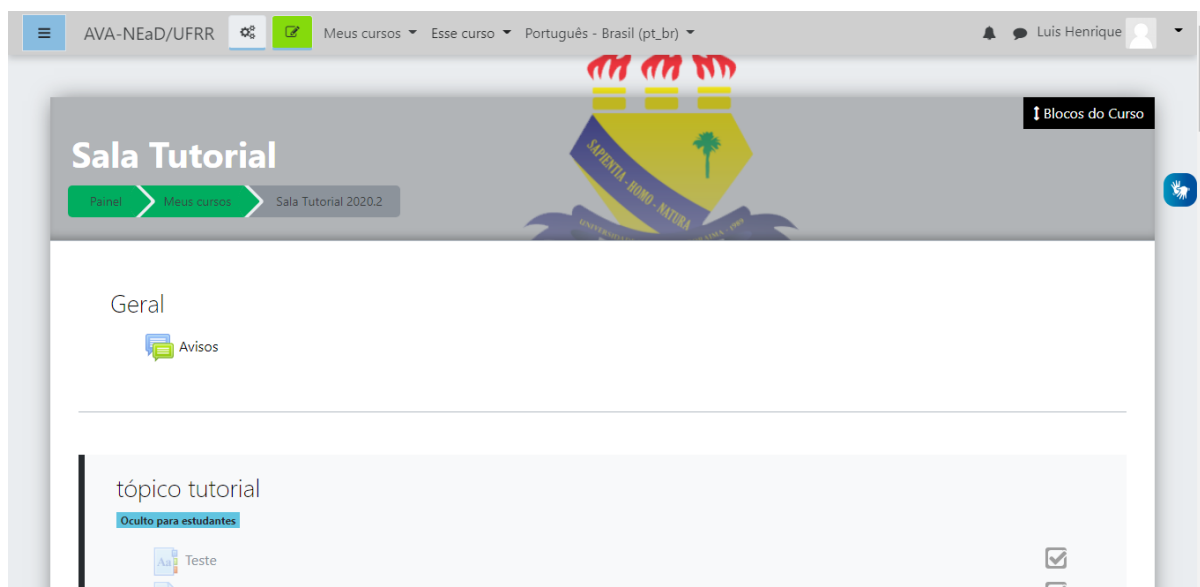 AVA-NEaD/UFRR Meus cursos Esse curso Português - Brasil (pt_br) Luis Henrique
Blocos do Curso
Sala Tutorial
Painel Meus cursos Sala Tutorial 2020.2
SAPIENTIA - HOMO - NATURA
Geral
Avisos
tópico tutorial
Oculto para estudantes
Aa Teste